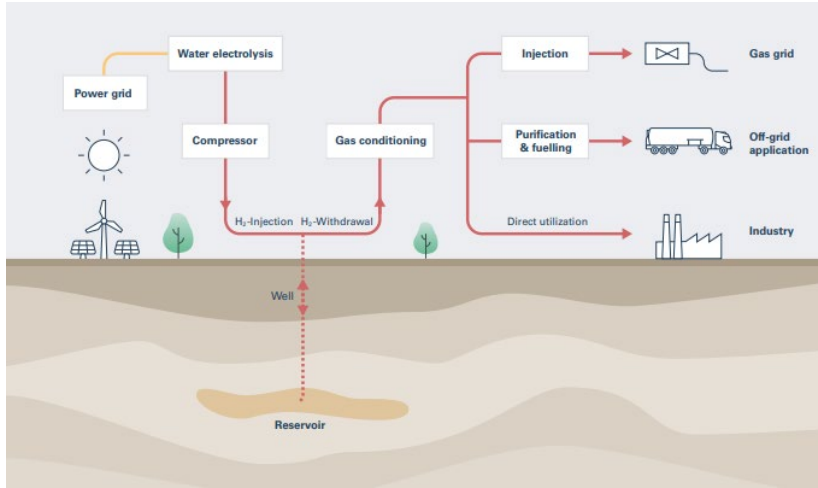 Water electrolysis
Injection
Gas grid
Power grid
Compressor
Gas conditioning
Purification
& fuelling
Off-grid
application
H₂-Injection
H₂-Withdrawal
Direct utilization
Industry
Well
Reservoir